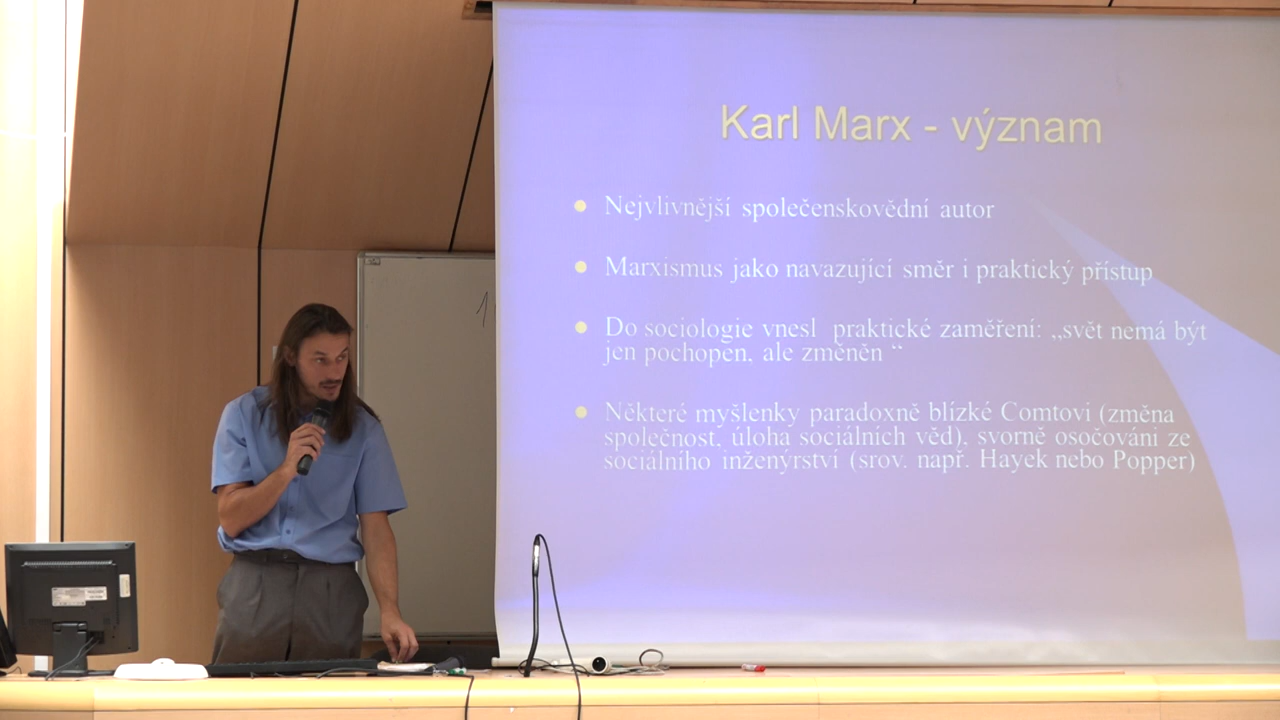 Karl Marx - význam
Nejvlivnější společenskovědní autor
Marxismus jako navazující směr i praktický přístup
Do sociologie vnesl praktické zaměření: „svět nemá být
jen pochopen, ale změněn “
Některé myšlenky paradoxně blízké Comtovi (změna
společnost, úloha sociálních věd), svorně osočováni ze
sociálního inženýrství (srov. např. Hayek nebo Popper)